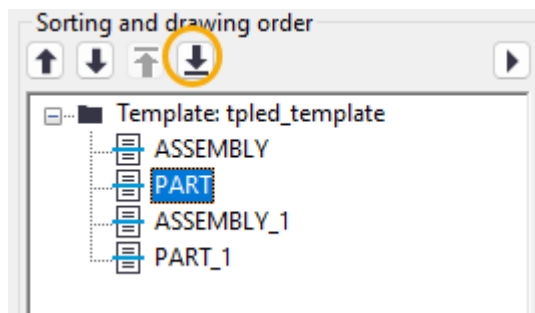 Sorting and drawing order
Template: tpled_template
ASSEMBLY
PART
ASSEMBLY_1
PART_1